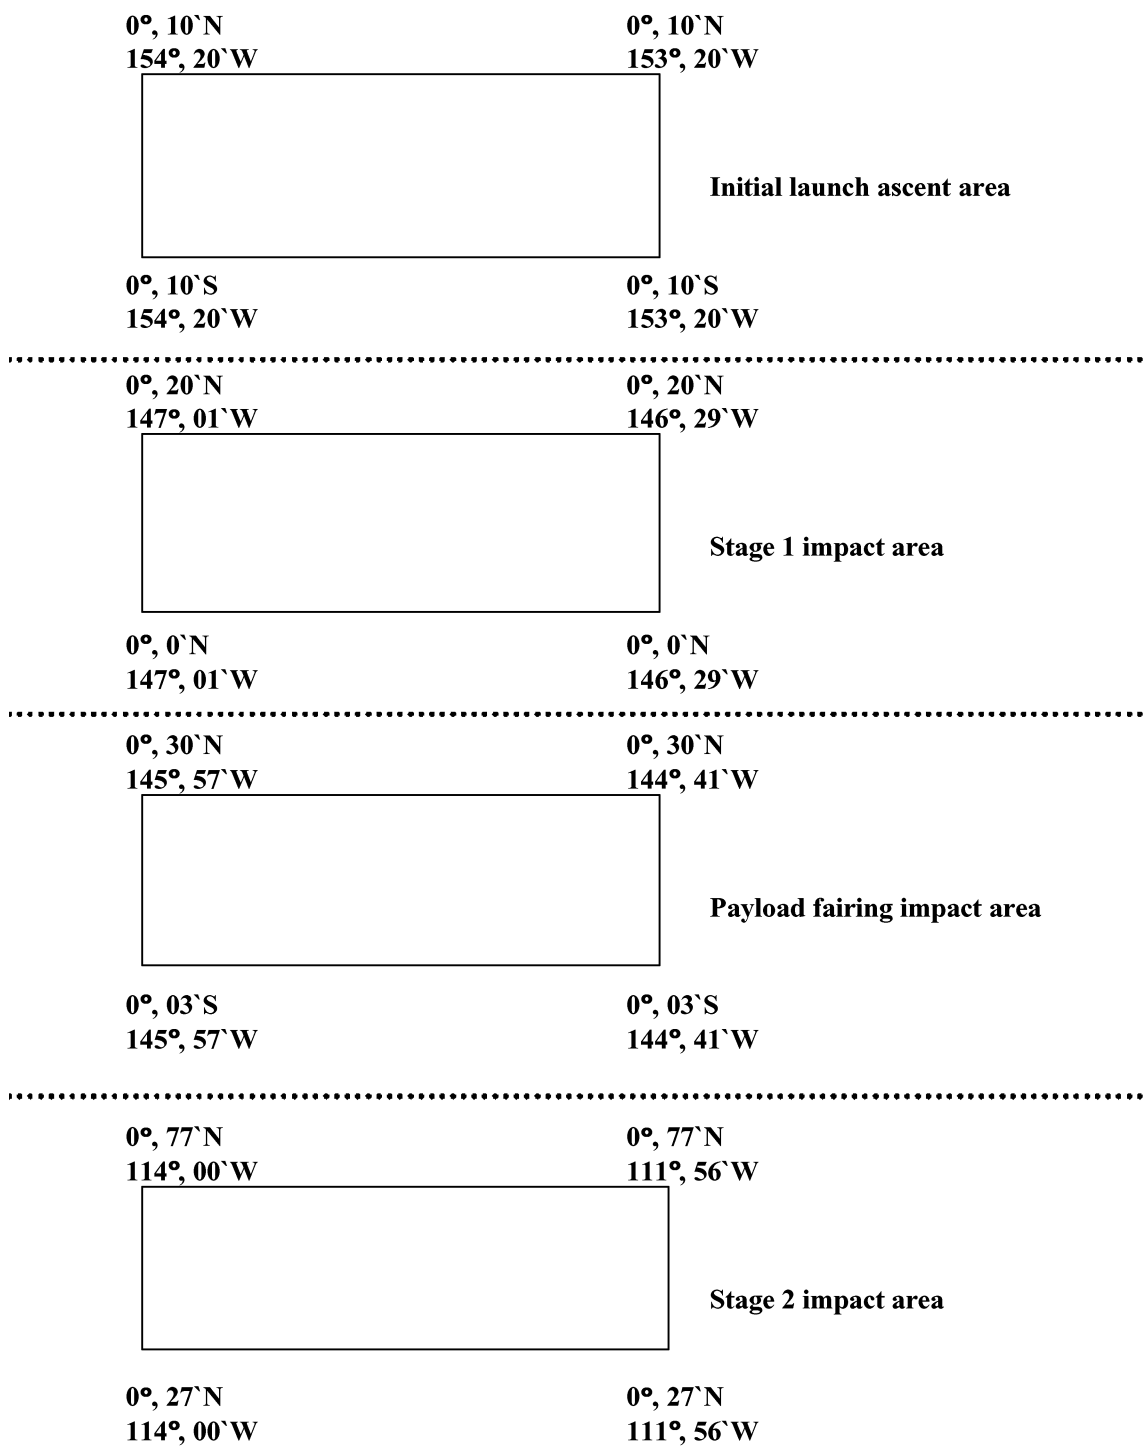 0°, 10`N 0°, 10`N
154°, 20`W 153°, 20`W
Initial launch ascent area
0°, 10`S 0°, 10`S
154°, 20`W 153°, 20`W
0°, 20`N 0°, 20`N
147°, 01`W 146°, 29`W
Stage 1 impact area
0°, 0`N 0°, 0`N
147°, 01`W 146°, 29`W
0°, 30`N 0°, 30`N
145°, 57`W 144°, 41`W
Payload fairing impact area
0°, 03`S 0°, 03`S
145°, 57`W 144°, 41`W
0°, 77`N 0°, 77`N
114°, 00`W 111°, 56`W
Stage 2 impact area
0°, 27`N 0°, 27`N
114°, 00`W 111°, 56`W